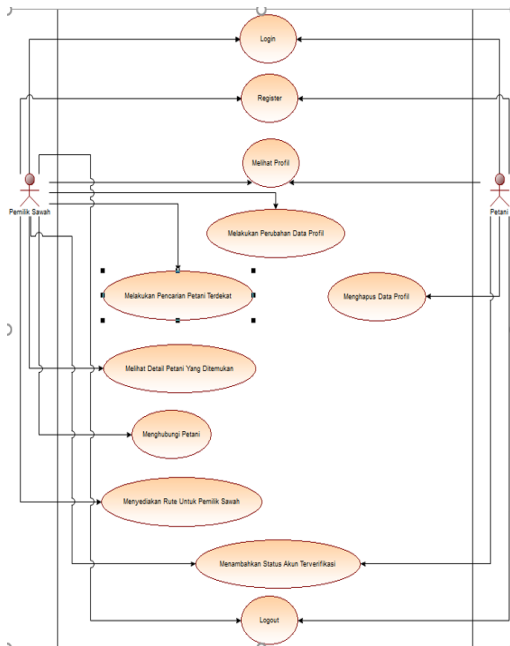 Login
Register
Melihat Profil
Pemilik Sawah
Petani
Melakukan Perubahan Data Profil
Melakukan Pencarian Petani Terdekat
Menghapus Data Profil
Melihat Detail Petani Yang Ditemukan
Menghubungi Petani
Menyediakan Rute Untuk Pemilik Sawah
Menambahkan Status Akun Terverifikasi
Logout